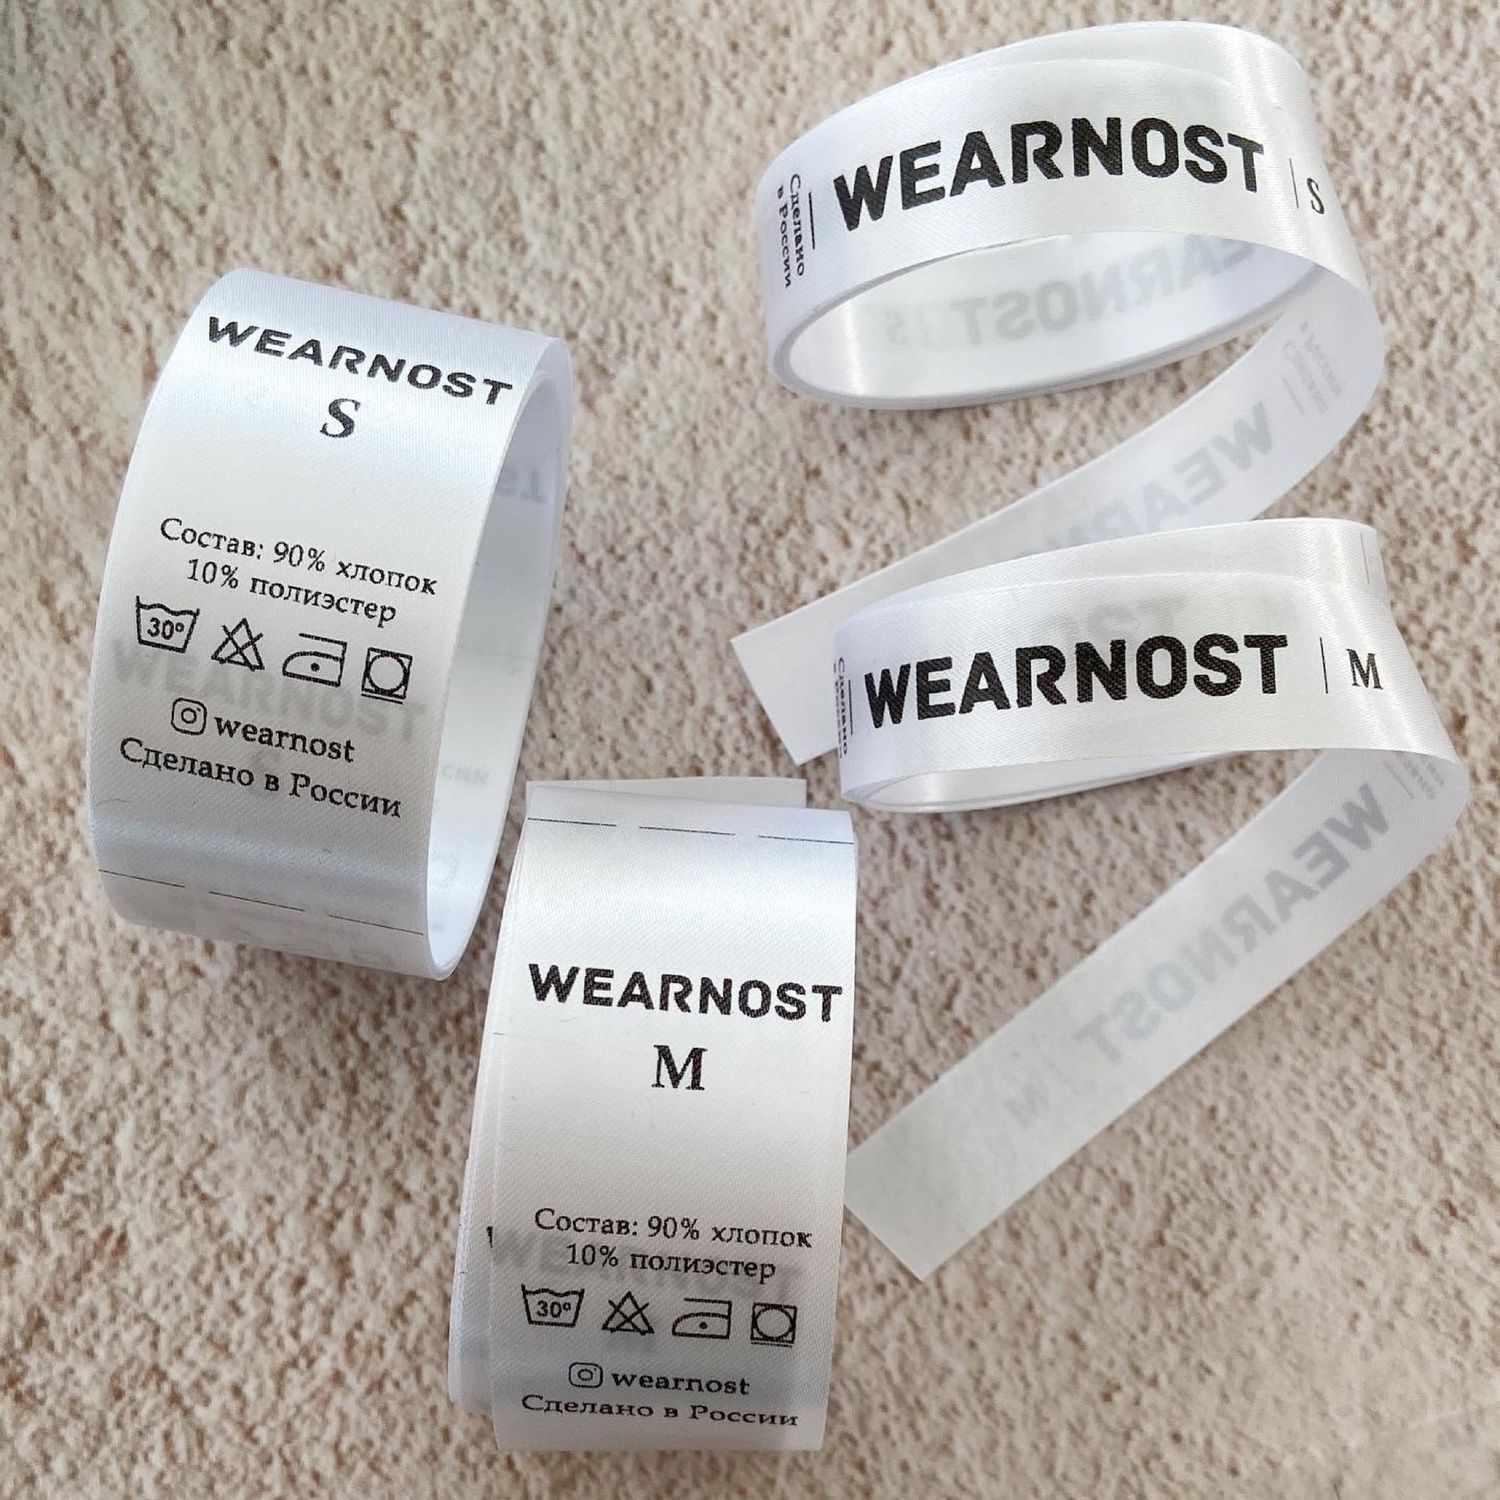 WEARNOST
S
Состав: 90% хлопок
10% полиэстер
30°
wearnost
Сделано в России
Сделано
в России
WEARNOST | S
Сделано
WEARNOST | M
WEARNOST
M
Состав: 90% хлопок
10% полиэстер
30°
wearnost
Сделано в России